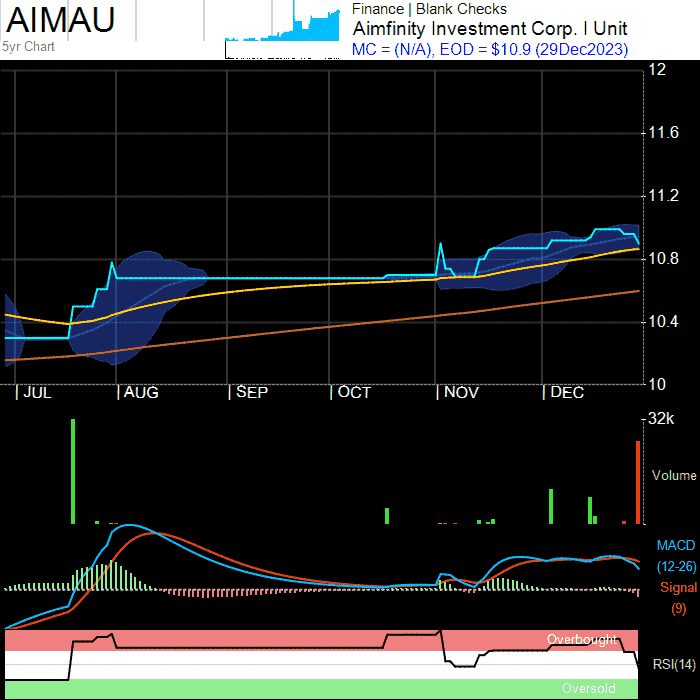 AIMAU
5yr Chart
Finance | Blank Checks
Aimfinity Investment Corp. I Unit
MC = (N/A), EOD = $10.9 (29Dec2023)
12
11.6
11.2
10.8
10.4
10
JUL AUG SEP OCT NOV DEC
32k
Volume
MACD
(12-26)
Signal
(9)
Overbought
RSI(14)
Oversold